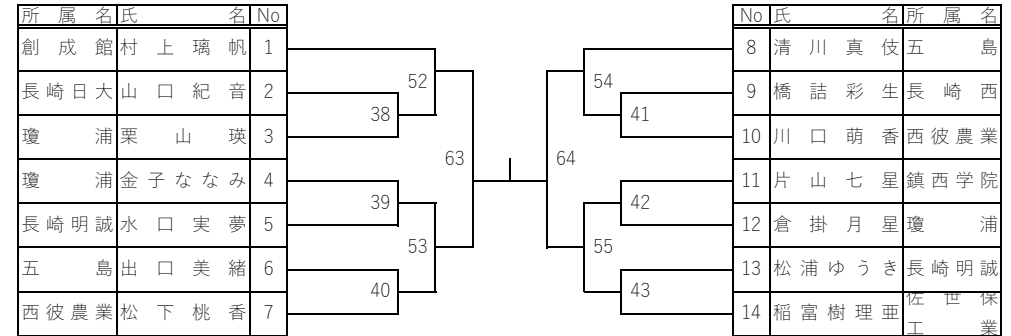 所属名 氏名 No
創成館 村上璃帆 1
長崎日大 山口紀音 2
瓊浦 栗山瑛 3
瓊浦 金子ななみ 4
長崎明誠 水口実夢 5
五島 出口美緒 6
西彼農業 松下桃香 7
52
38
63
39
53
40
No 氏名 所属名
8 清川真伎 五島
9 橋詰彩生 長崎西
10 川口萌香 西彼農業
11 片山七星 鎮西学院
12 倉掛月星 瓊浦
13 松浦ゆうき 長崎明誠
14 稲富樹理亜 佐世保工業
54
41
64
42
55
43